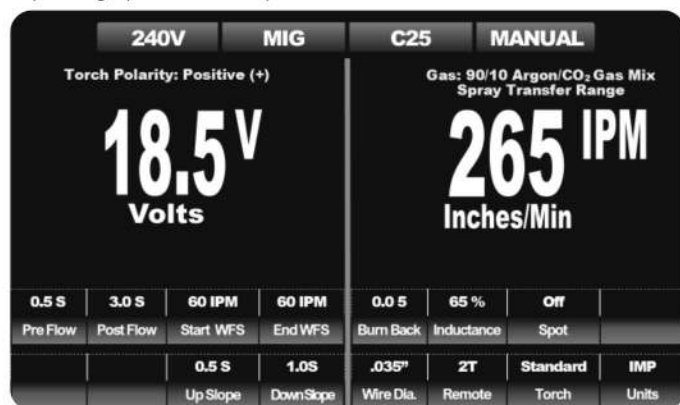 240V MIG C25 MANUAL
Torch Polarity: Positive (+)
18.5 V
Volts
Gas: 90/10 Argon/CO₂ Gas Mix
Spray Transfer Range
265 IPM
Inches/Min
0.5 S 3.0 S 60 IPM 60 IPM 0.0 5 65 % Off
Pre Flow Post Flow Start WFS End WFS Burn Back Inductance Spot
0.5 S 1.0S .035” 2T Standard IMP
Up Slope Down Slope Wire Dia. Remote Torch Units